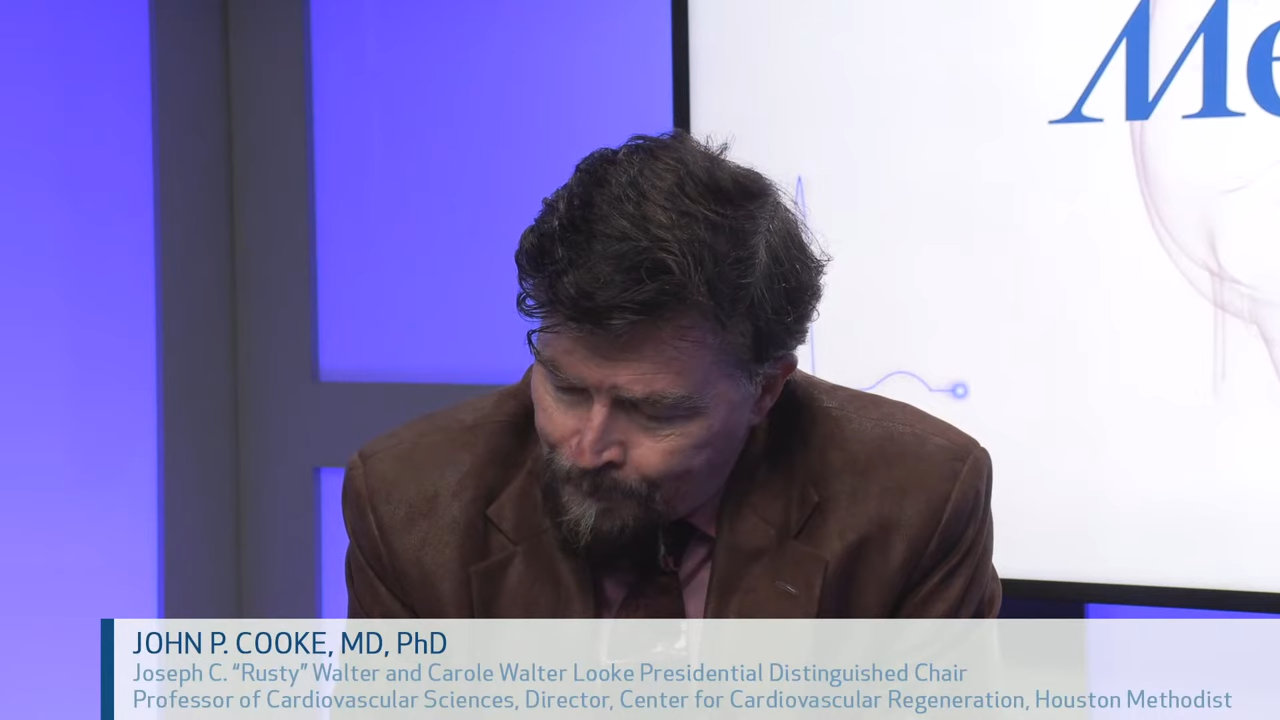 Me
JOHN P. COOKE, MD, PhD
Joseph C. “Rusty” Walter and Carole Walter Looke Presidential Distinguished Chair
Professor of Cardiovascular Sciences, Director, Center for Cardiovascular Regeneration, Houston Methodist